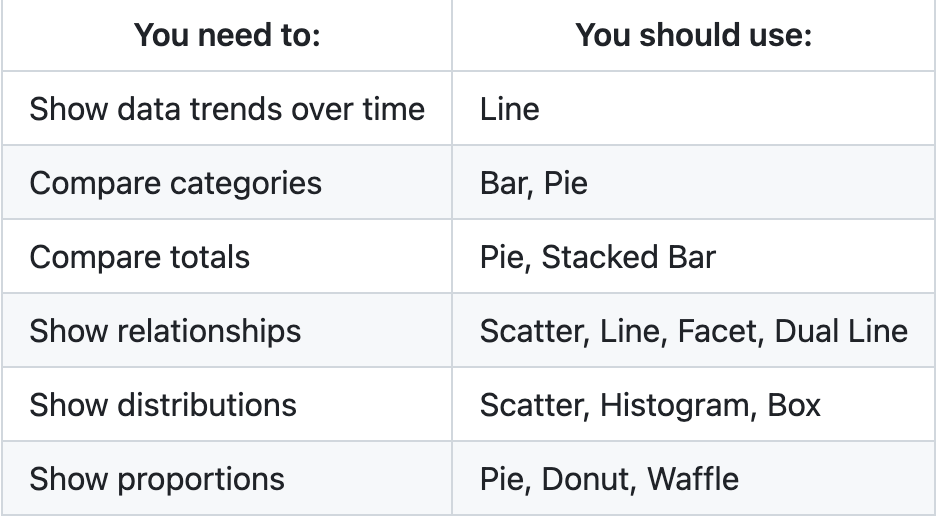 You need to: You should use:
Show data trends over time Line
Compare categories Bar, Pie
Compare totals Pie, Stacked Bar
Show relationships Scatter, Line, Facet, Dual Line
Show distributions Scatter, Histogram, Box
Show proportions Pie, Donut, Waffle